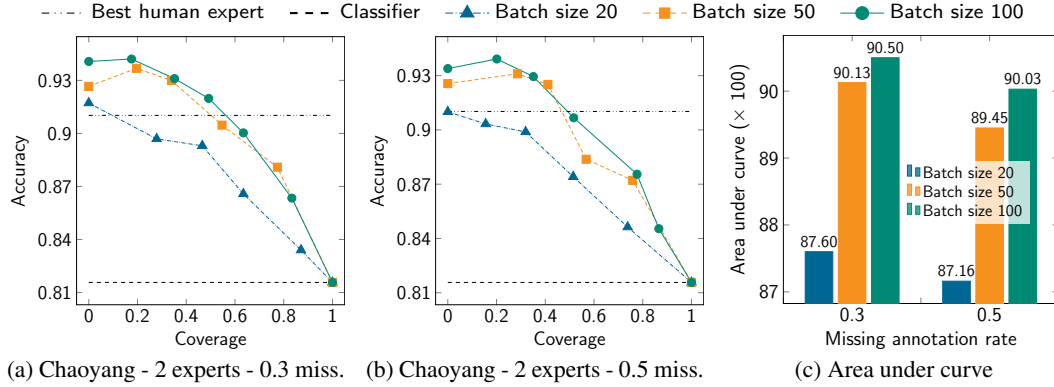 Best human expert Classifier Batch size 20 Batch size 50 Batch size 100
Accuracy
0.93
0.9
0.87
0.84
0.81
0 0.2 0.4 0.6 0.8 1
Coverage
(a) Chaoyang - 2 experts - 0.3 miss.
Accuracy
0.93
0.9
0.87
0.84
0.81
0 0.2 0.4 0.6 0.8 1
Coverage
(b) Chaoyang - 2 experts - 0.5 miss.
Area under curve (× 100)
90
89
88
87
87.60
90.13
90.50
87.16
89.45
90.03
Batch size 20
Batch size 50
Batch size 100
0.3 0.5
Missing annotation rate
(c) Area under curve